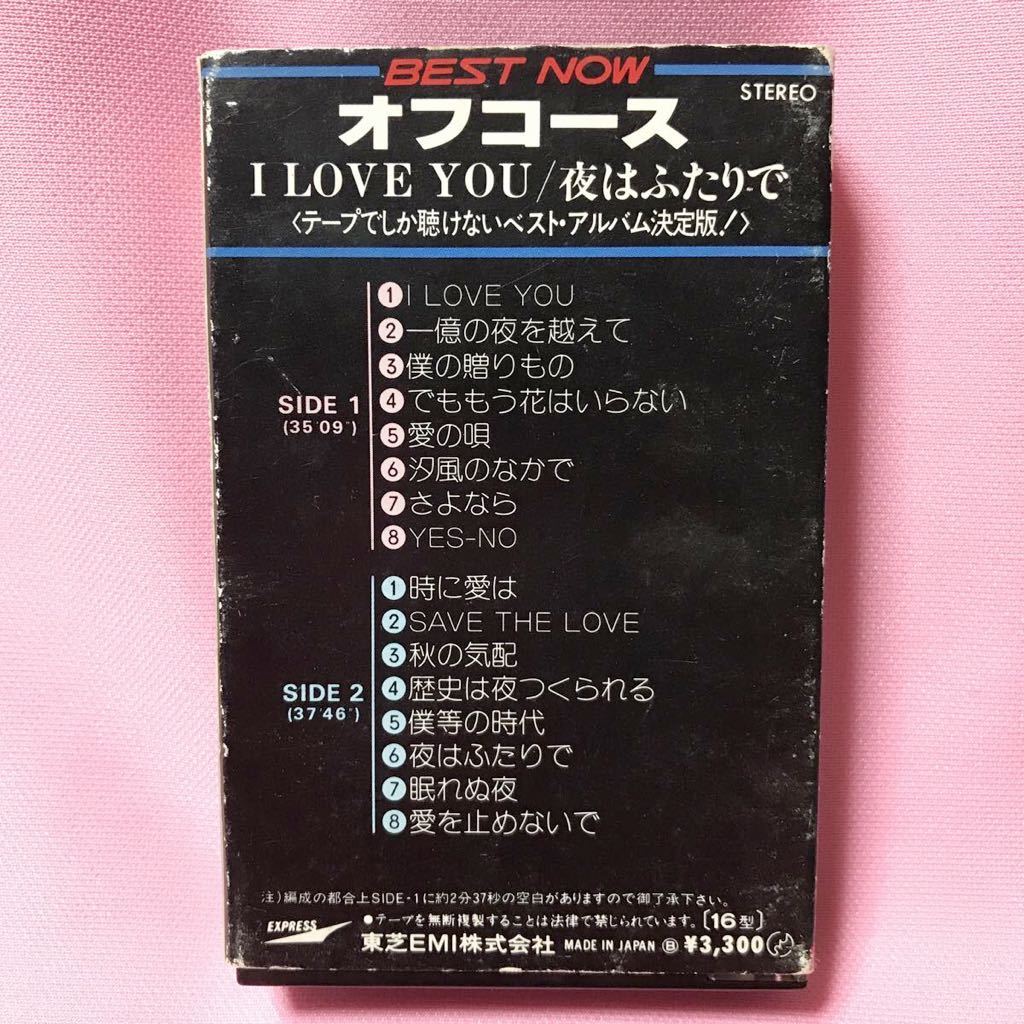 BEST NOW
STEREO
オフコース
I LOVE YOU/夜はふたりで
〈テープでしか聴けないベスト・アルバム決定版!〉
SIDE 1
(35'09")
①I LOVE YOU
②一億の夜を越えて
③僕の贈りもの
④でももう花はいらない
⑤愛の唄
⑥汐風のなかで
⑦さよなら
⑧YES-NO
SIDE 2
(37'46")
①時に愛は
②SAVE THE LOVE
③秋の気配
④歴史は夜つくられる
⑤僕等の時代
⑥夜はふたりで
⑦眠れぬ夜
⑧愛を止めないで
注)編成の都合上SIDE・1に約2分37秒の空白がありますので御了承下さい。
EXPRESS
●テープを無断複製することは法律で禁じられています。〔16型〕
東芝EMI株式会社 MADE IN JAPAN Ⓑ ¥3,300